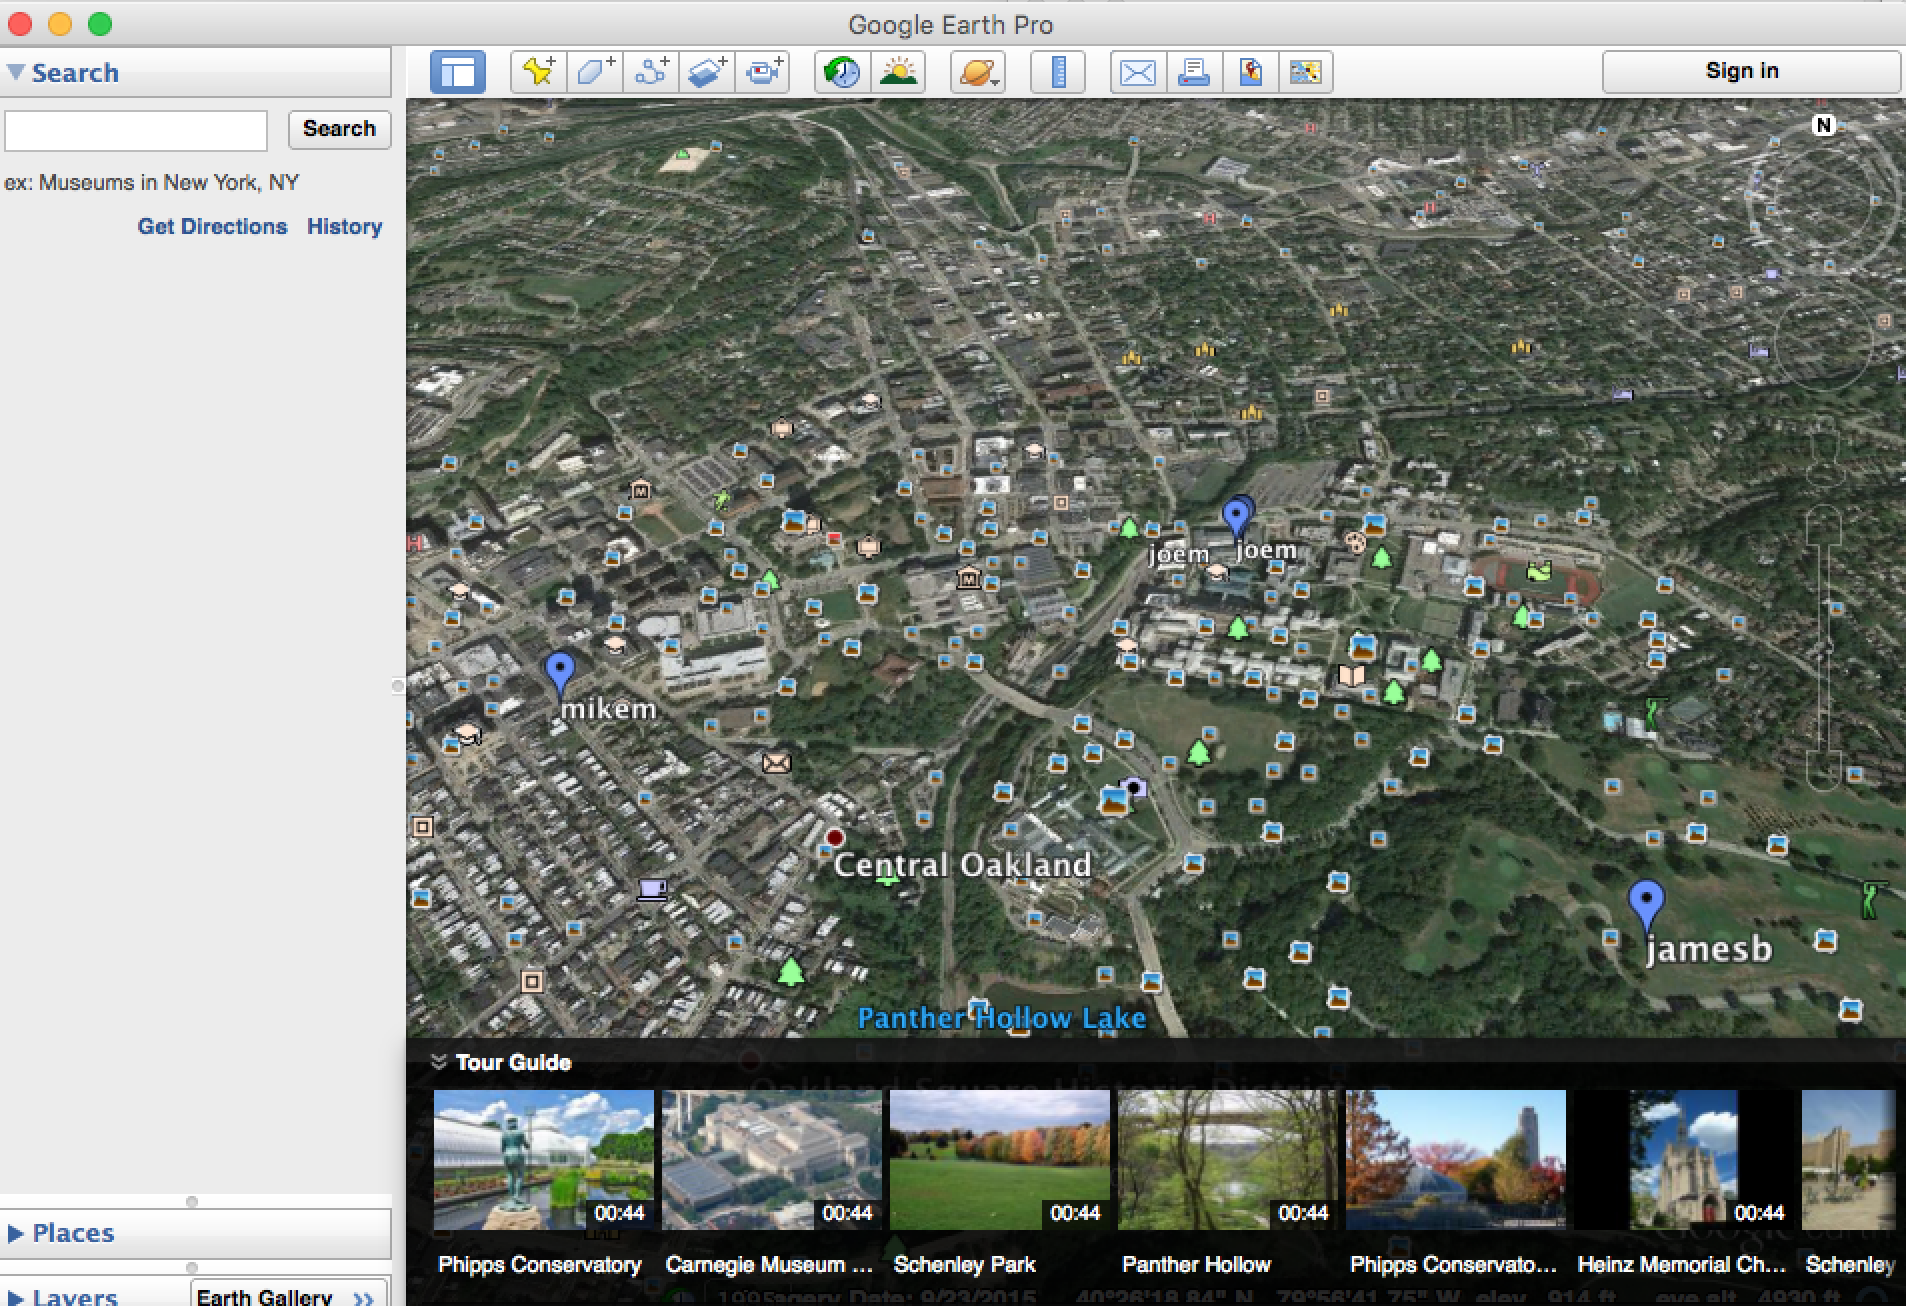 Google Earth Pro
Search
Search
ex: Museums in New York, NY
Get Directions History
Sign in
N
joem joem
mikem
Central Oakland
jamesb
Panther Hollow Lake
Tour Guide
00:44 00:44 00:44 00:44 00:44
Phipps Conservatory Carnegie Museum ... Schenley Park Panther Hollow Phipps Conservato... Heinz Memorial Ch... Schenley
Places
Layers
Earth Gallery >>
1995 Imagery Date: 9/23/2015 40°26'18.84" N 79°56'41.75" W elev 914 ft eye alt 4930 ft